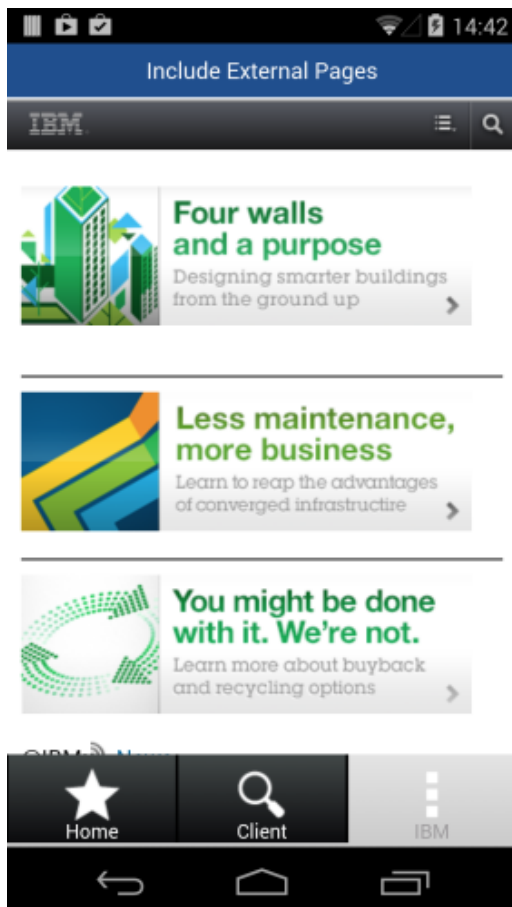 14:42
Include External Pages
IBM
Four walls
and a purpose
Designing smarter buildings
from the ground up
Less maintenance,
more business
Learn to reap the advantages
of converged infrastructire
You might be done
with it. We're not.
Learn more about buyback
and recycling options
Home
Client
IBM